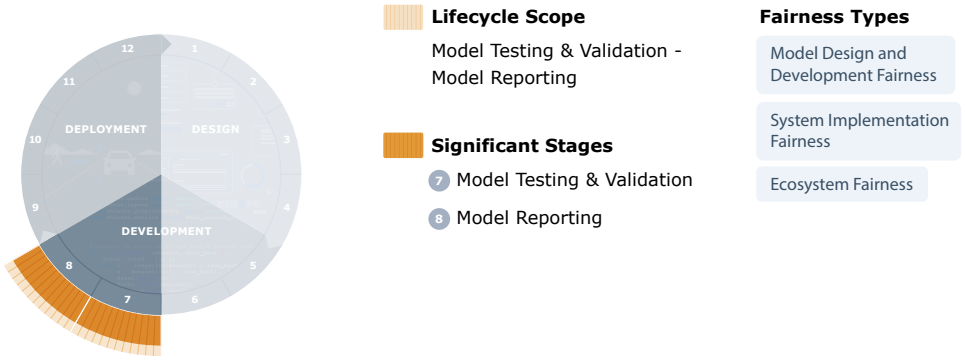 12
1
11
2
10
3
DEPLOYMENT
DESIGN
9
4
DEVELOPMENT
8
5
7
6
Lifecycle Scope
Model Testing & Validation -
Model Reporting
Significant Stages
7 Model Testing & Validation
8 Model Reporting
Fairness Types
Model Design and
Development Fairness
System Implementation
Fairness
Ecosystem Fairness